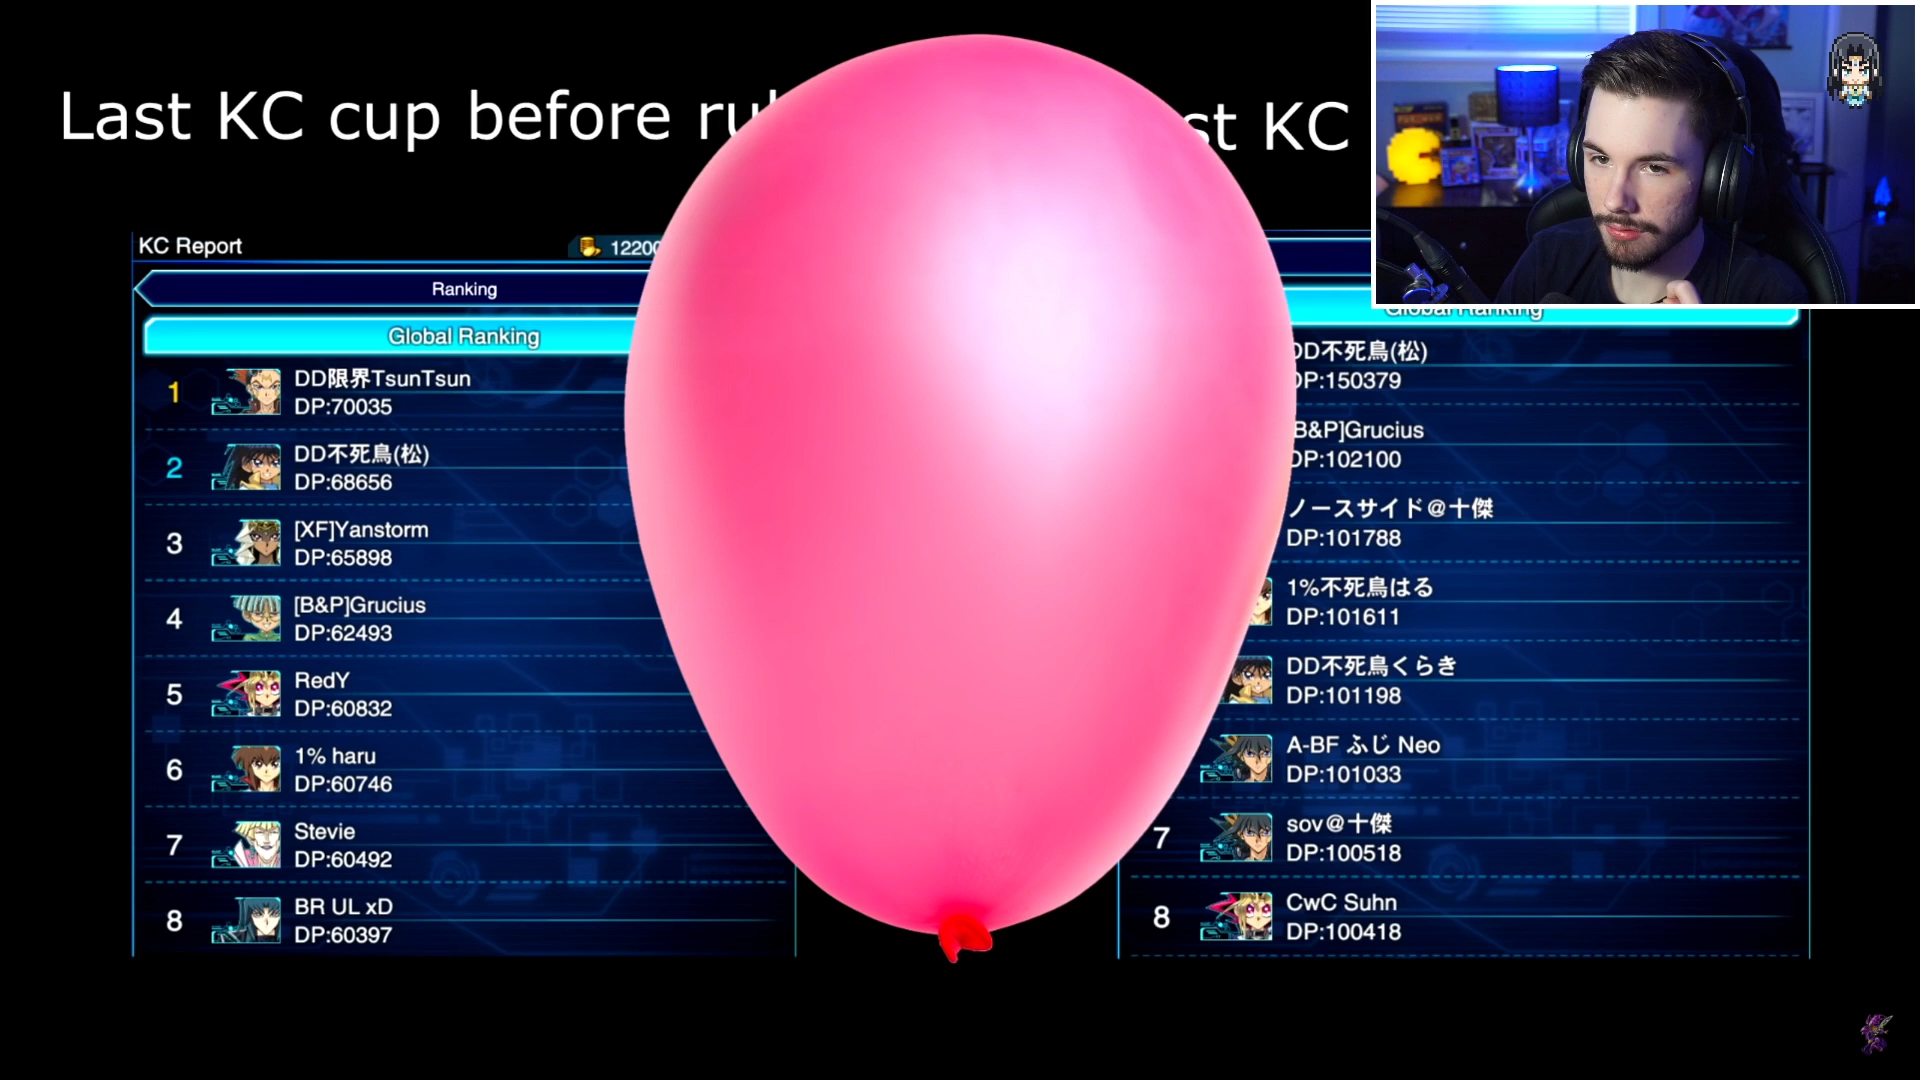 Last KC cup before
st KC
KC Report
Ranking
Global Ranking
1
DD限界TsunTsun
DP:70035
2
DD不死鳥(松)
DP:68656
3
[XF]Yanstorm
DP:65898
4
[B&P]Grucius
DP:62493
5
RedY
DP:60832
6
1% haru
DP:60746
7
Stevie
DP:60492
8
BR UL xD
DP:60397
Global Ranking
DD不死鳥(松)
DP:150379
B&P]Grucius
DP:102100
ノースサイド@十傑
DP:101788
1%不死鳥はる
DP:101611
DD不死鳥くらき
DP:101198
A-BF ふじ Neo
DP:101033
7
sov@十傑
DP:100518
8
CwC Suhn
DP:100418